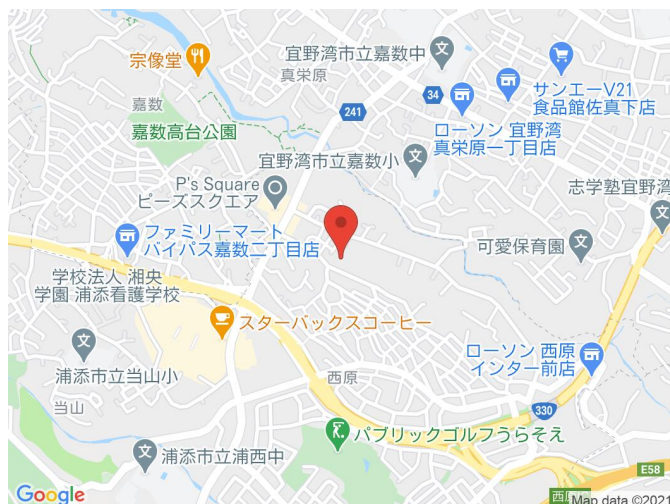 宗像堂
宜野湾市立嘉数中
真栄原
サンエーV21
食品館佐真下店
34
241
嘉数
嘉数高台公園
ローソン 宜野湾
真栄原一丁目店
宜野湾市立嘉数小
P's Square
ピーズスクエア
志学塾宜野湾
ファミリーマート
バイパス嘉数二丁目店
可愛保育園
学校法人 湘央
学園 浦添看護学校
スターバックスコーヒー
浦添市立当山小
ローソン 西原
インター前店
西原
当山
330
パブリックゴルフうらそえ
浦添市立浦西中
E58
Google
西原
Map data ©2021